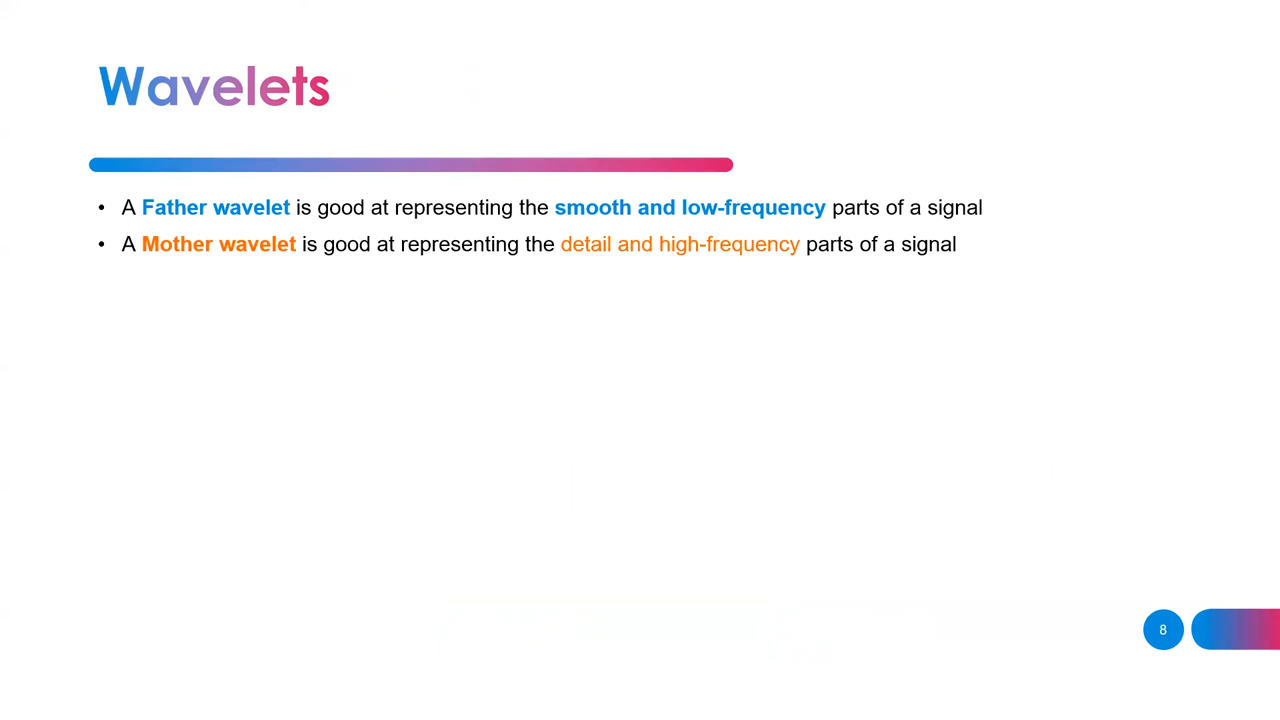 Wavelets
• A Father wavelet is good at representing the smooth and low-frequency parts of a signal
• A Mother wavelet is good at representing the detail and high-frequency parts of a signal
8